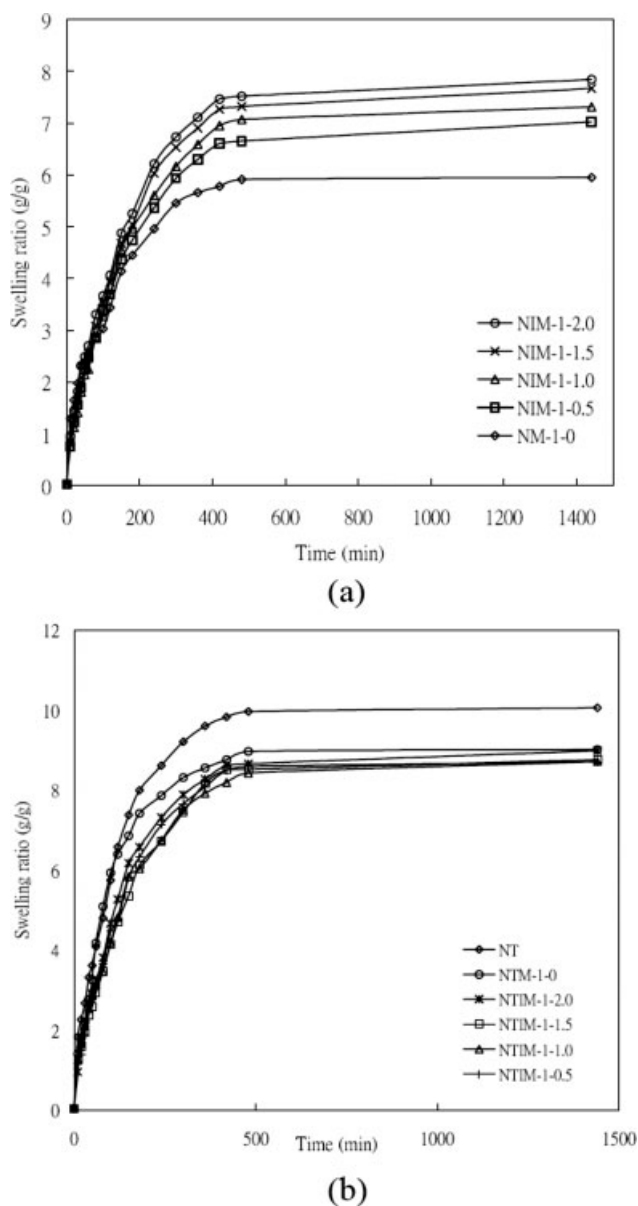 9
8
7
6
5
4
3
2
1
0
Swelling ratio (g/g)
NIM-1-2.0
NIM-1-1.5
NIM-1-1.0
NIM-1-0.5
NM-1-0
0 200 400 600 800 1000 1200 1400
Time (min)
(a)
12
10
8
6
4
2
0
Swelling ratio (g/g)
NT
NTM-1-0
NTIM-1-2.0
NTIM-1-1.5
NTIM-1-1.0
NTIM-1-0.5
0 500 1000 1500
Time (min)
(b)